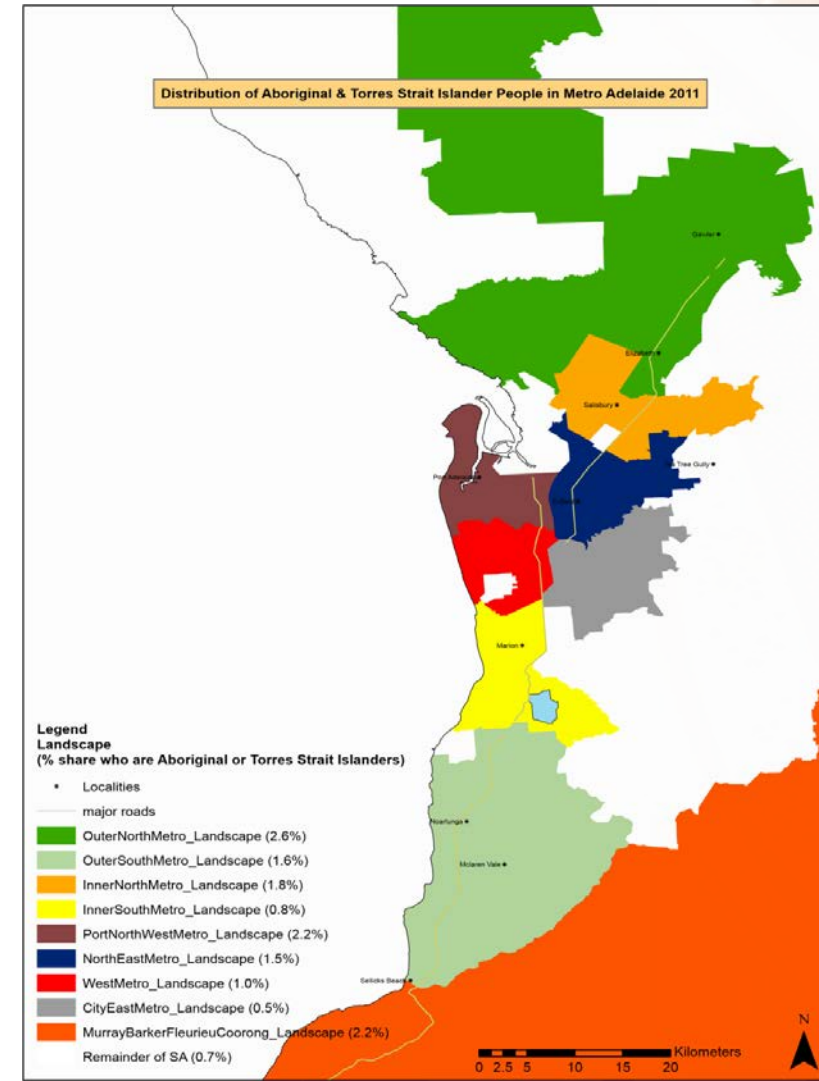 Distribution of Aboriginal & Torres Strait Islander People in Metro Adelaide 2011
Gawler
Elizabeth
Salisbury
Tree Gully
Port
Marion
Noarlunga
Mclaren Vale
Sellicks Beach
Legend
Landscape
(% share who are Aboriginal or Torres Strait Islanders)
Localities
major roads
OuterNorthMetro_Landscape (2.6%)
OuterSouthMetro_Landscape (1.6%)
InnerNorthMetro_Landscape (1.8%)
InnerSouthMetro_Landscape (0.8%)
PortNorthWestMetro_Landscape (2.2%)
NorthEastMetro_Landscape (1.5%)
WestMetro_Landscape (1.0%)
CityEastMetro_Landscape (0.5%)
MurrayBarkerFleurieuCoorong_Landscape (2.2%)
Remainder of SA (0.7%)
N
Kilometers
0 2.5 5 10 15 20